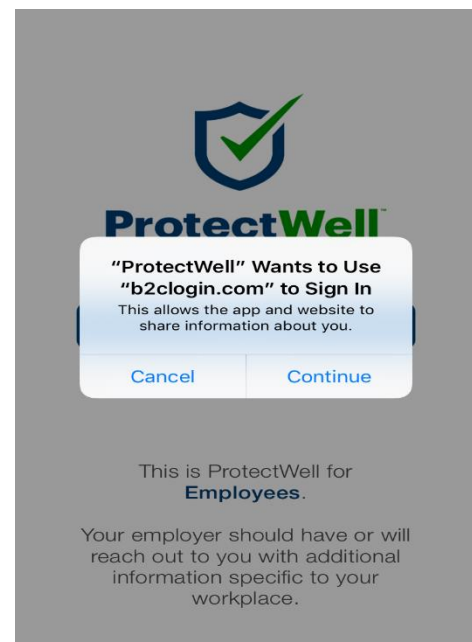 ProtectWell™
“ProtectWell” Wants to Use
“b2clogin.com” to Sign In
This allows the app and website to
share information about you.
Cancel Continue
This is ProtectWell for
Employees.
Your employer should have or will
reach out to you with additional
information specific to your
workplace.